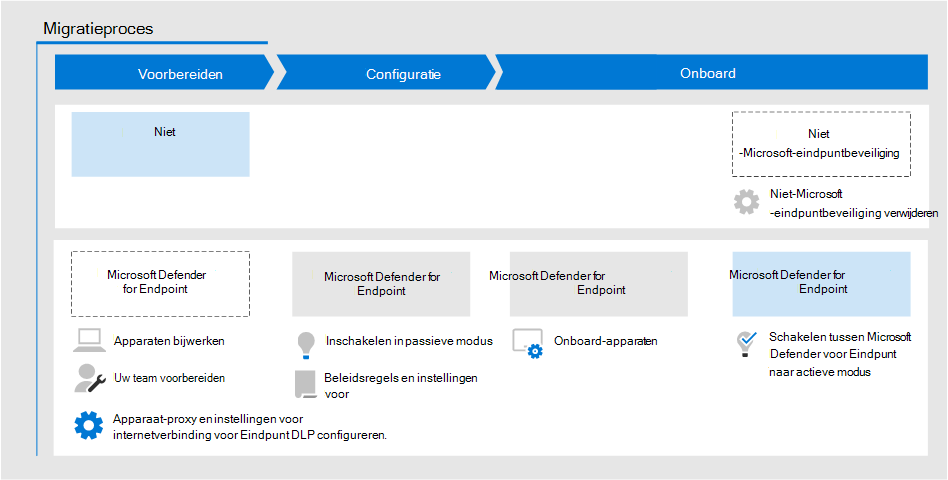 Migratieproces
Voorbereiden
Configuratie
Onboard
Niet
Niet
-Microsoft-eindpuntbeveiliging
Niet-Microsoft
-eindpuntbeveiliging verwijderen
Microsoft Defender
for Endpoint
Microsoft Defender for
Endpoint
Microsoft Defender for
Endpoint
Microsoft Defender for
Endpoint
Apparaten bijwerken
Uw team voorbereiden
Apparaat-proxy en instellingen voor
internetverbinding voor Eindpunt DLP configureren.
Inschakelen in passieve modus
Beleidsregels en instellingen
voor
Onboard-apparaten
Schakelen tussen Microsoft
Defender voor Eindpunt
naar actieve modus